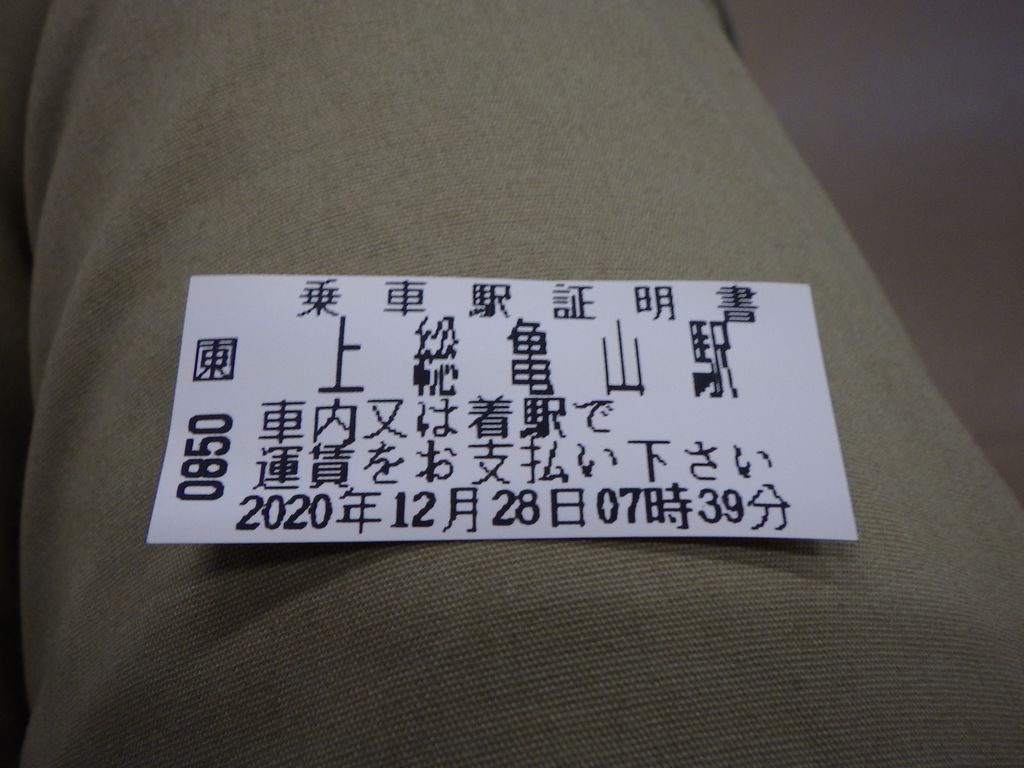 乗車駅証明書
東
上総亀山駅
0850
車内又は着駅で
運賃をお支払い下さい
2020年12月28日07時39分